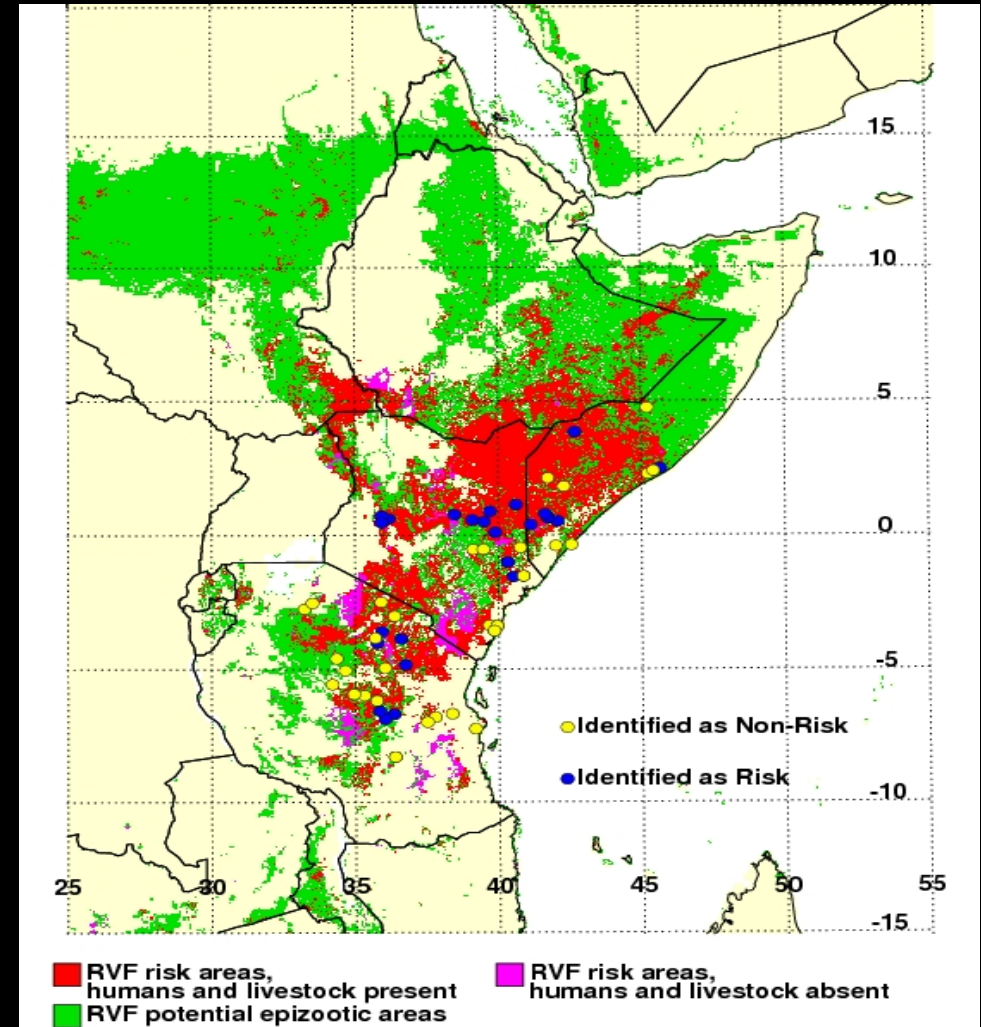 15
10
5
0
-5
Identified as Non-Risk
Identified as Risk
-10
25 30 35 40 45 50 55
-15
RVF risk areas,
humans and livestock present
RVF risk areas,
humans and livestock absent
RVF potential epizootic areas